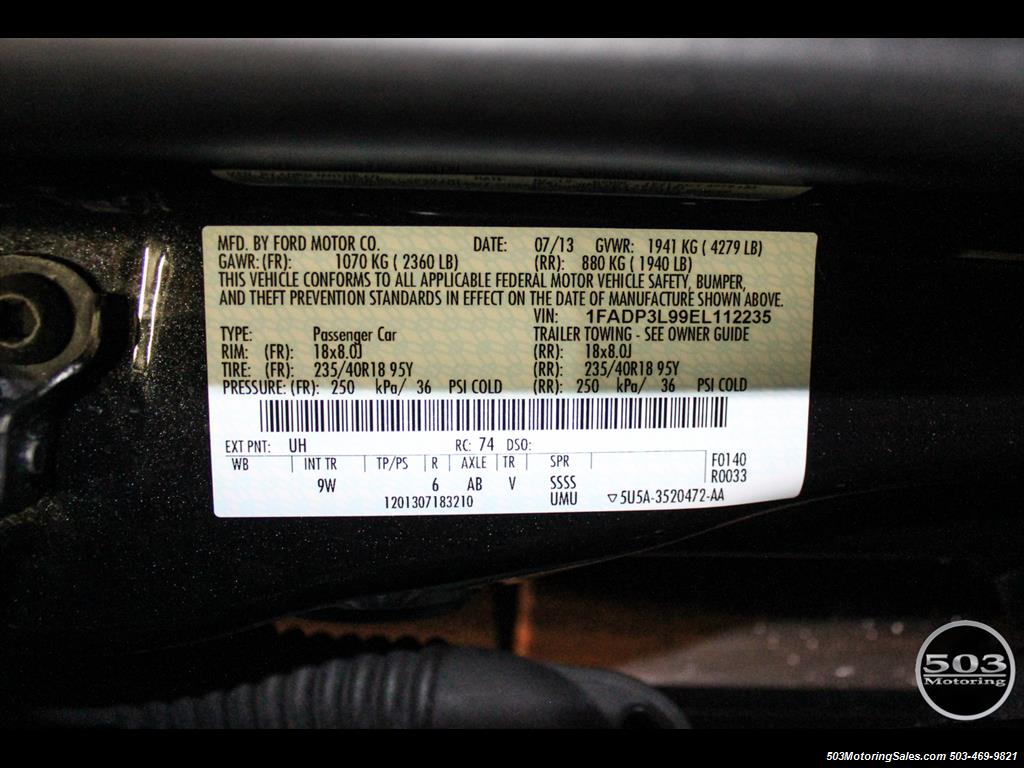 MFD. BY FORD MOTOR CO. DATE: 07/13 GVWR: 1941 KG ( 4279 LB)
GAWR: (FR): 1070 KG ( 2360 LB) (RR): 880 KG ( 1940 LB)
THIS VEHICLE CONFORMS TO ALL APPLICABLE FEDERAL MOTOR VEHICLE SAFETY, BUMPER,
AND THEFT PREVENTION STANDARDS IN EFFECT ON THE DATE OF MANUFACTURE SHOWN ABOVE.
VIN: 1FADP3L99EL112235
TYPE: Passenger Car TRAILER TOWING - SEE OWNER GUIDE
RIM: (FR): 18x8.0J (RR): 18x8.0J
TIRE: (FR): 235/40R18 95Y (RR): 235/40R18 95Y
PRESSURE: (FR): 250 kPa/ 36 PSI COLD (RR): 250 kPa/ 36 PSI COLD
EXT PNT: UH RC: 74 DSO:
WB INT TR TP/PS R AXLE TR SPR F0140
9W 6 AB V SSSS R0033
1201307183210 UMU ▽5U5A-3520472-AA
503
Motoring
503MotoringSales.com 503-469-9821